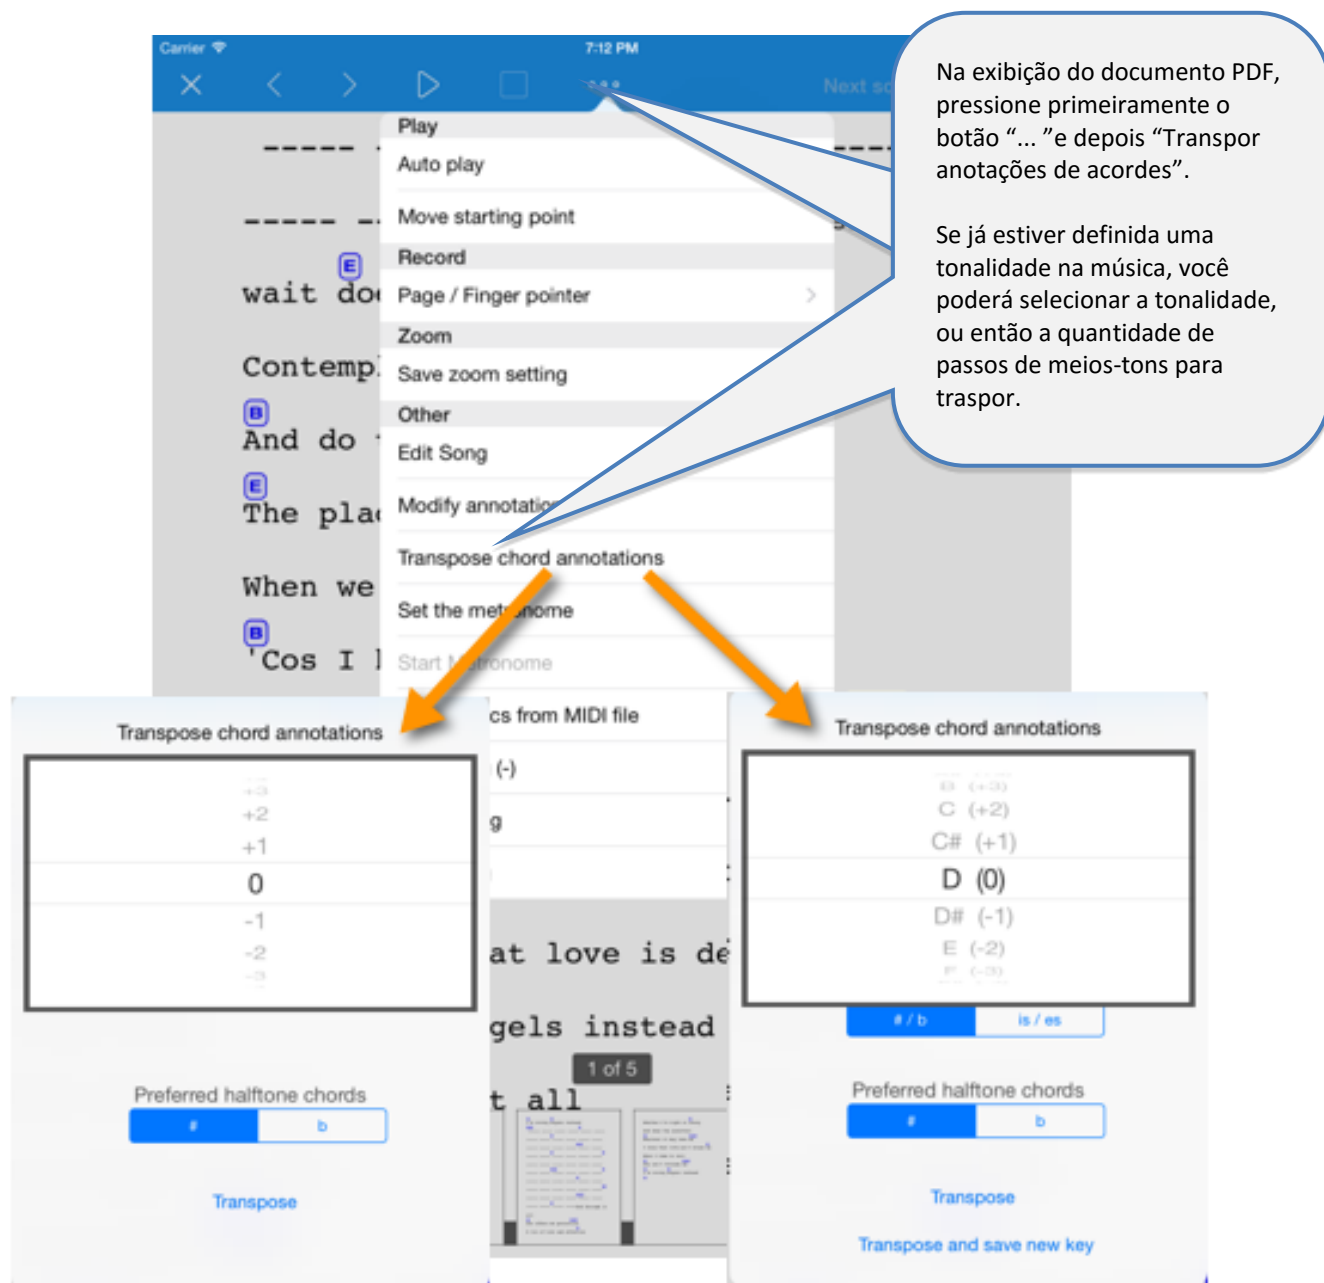 Carrier
7:12 PM
Next so
Na exibição do documento PDF,
pressione primeiramente o
botão “... ”e depois “Transpor
anotações de acordes”.
Se já estiver definida uma
tonalidade na música, você
poderá selecionar a tonalidade,
ou então a quantidade de
passos de meios-tons para
traspor.
Play
Auto play
Move starting point
Record
Page / Finger pointer
Zoom
Save zoom setting
Other
Edit Song
Modify annotation
Transpose chord annotations
Set the metronome
Start Metronome
cs from MIDI file
(-)
g
E
wait do
Contemp
B
And do
E
The pla
When we
B
'Cos I
at love is de
gels instead
1 of 5
t all
Transpose chord annotations
+3
+2
+1
0
-1
-2
-3
Preferred halftone chords
#
b
Transpose
Transpose chord annotations
B (+3)
C (+2)
C# (+1)
D (0)
D# (-1)
E (-2)
F (-3)
# / b
is / es
Preferred halftone chords
#
b
Transpose
Transpose and save new key